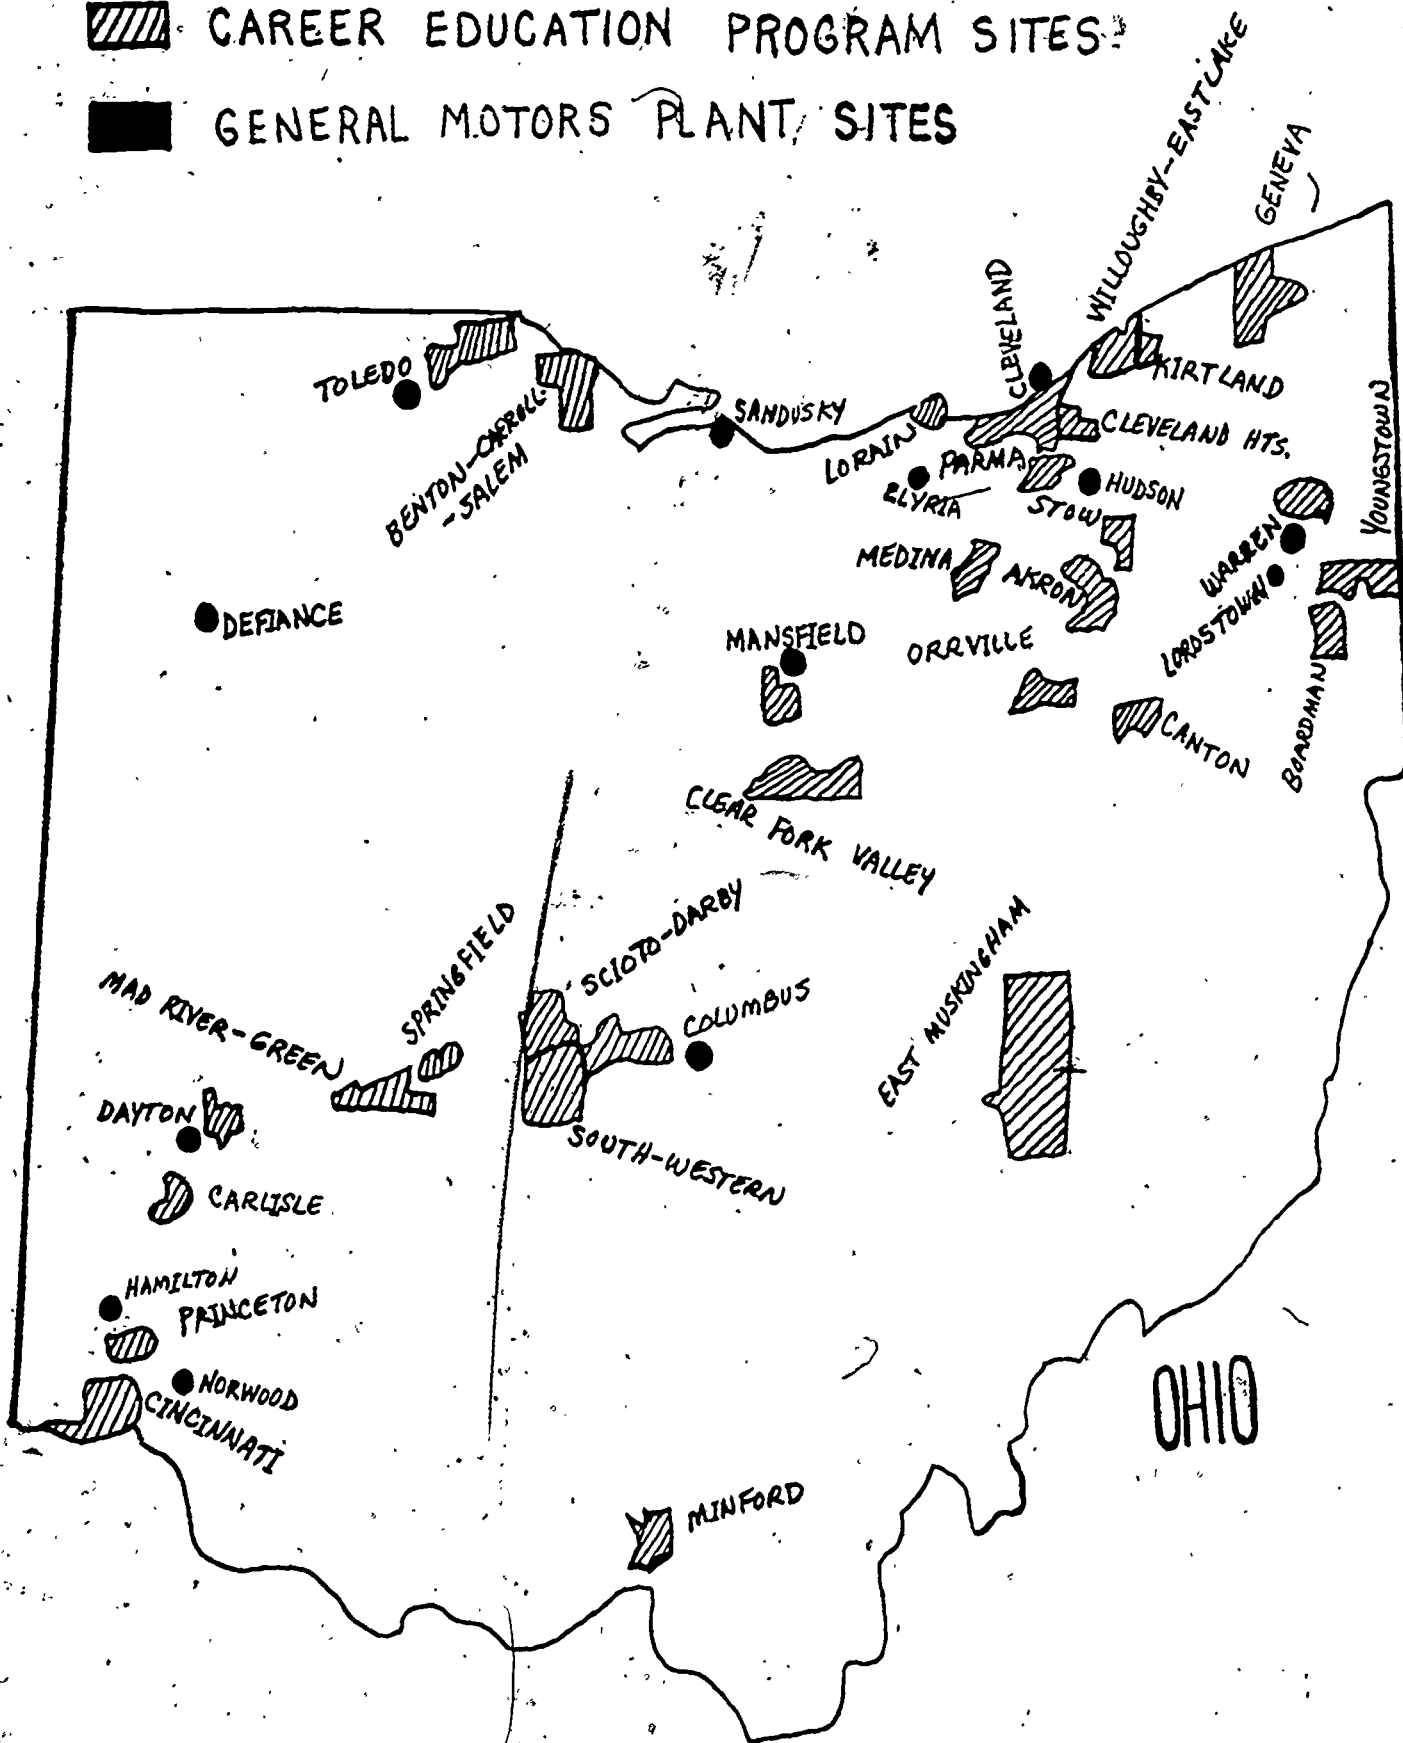 CAREER EDUCATION PROGRAM SITES
GENERAL MOTORS PLANT SITES
WILLOUGHBY-EASTLAKE
GENEVA
CLEVELAND
KIRTLAND
TOLEDO
SANDUSKY
CLEVELAND HTS.
BENTON-CARROLL
-SALEM
LORAIN
PARMA
ELYRIA
HUDSON
STOW
YOUNGSTOWN
MEDINA
AKRON
WARREN
LORDSTOWN
DEFIANCE
MANSFIELD
ORRVILLE
BOARDMAN
CANTON
CLEAR FORK VALLEY
SCIOTO-DARBY
SPRINGFIELD
MAD RIVER-GREEN
COLUMBUS
EAST MUSKINGHAM
DAYTON
SOUTH-WESTERN
CARLISLE
HAMILTON
PRINCETON
NORWOOD
CINCINNATI
OHIO
MINFORD